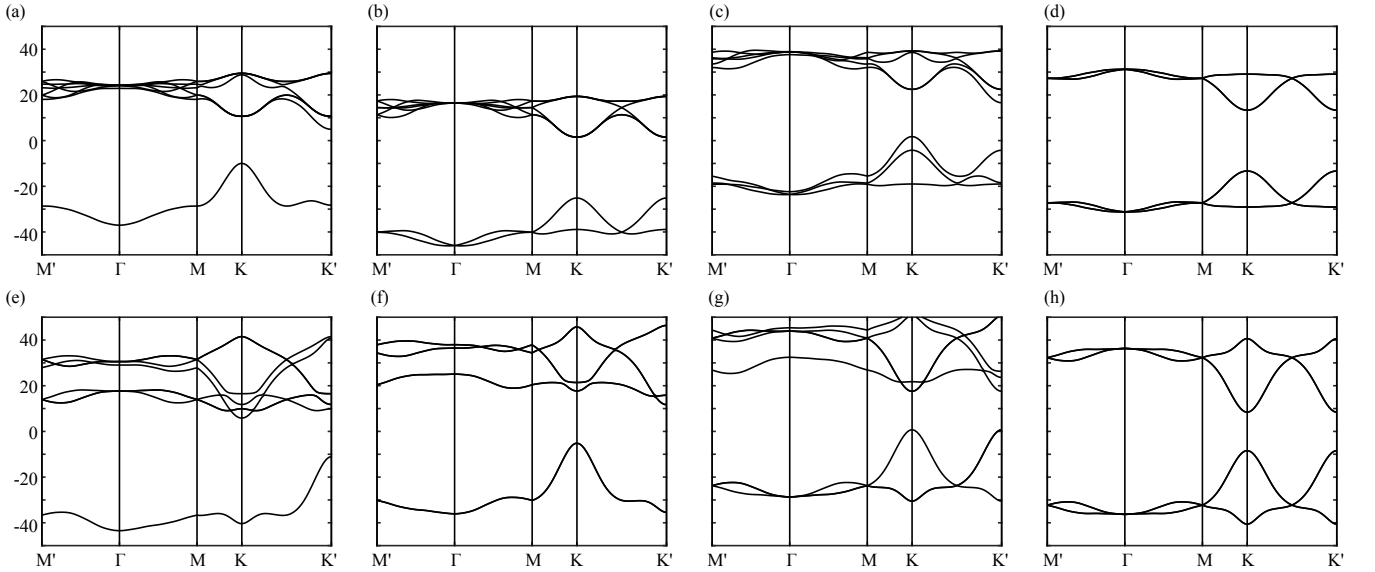 (a) (b) (c) (d)
40
20
0
-20
-40
M' Γ M K K' M' Γ M K K' M' Γ M K K' M' Γ M K K'
(e) (f) (g) (h)
40
20
0
-20
-40
M' Γ M K K' M' Γ M K K' M' Γ M K K' M' Γ M K K'